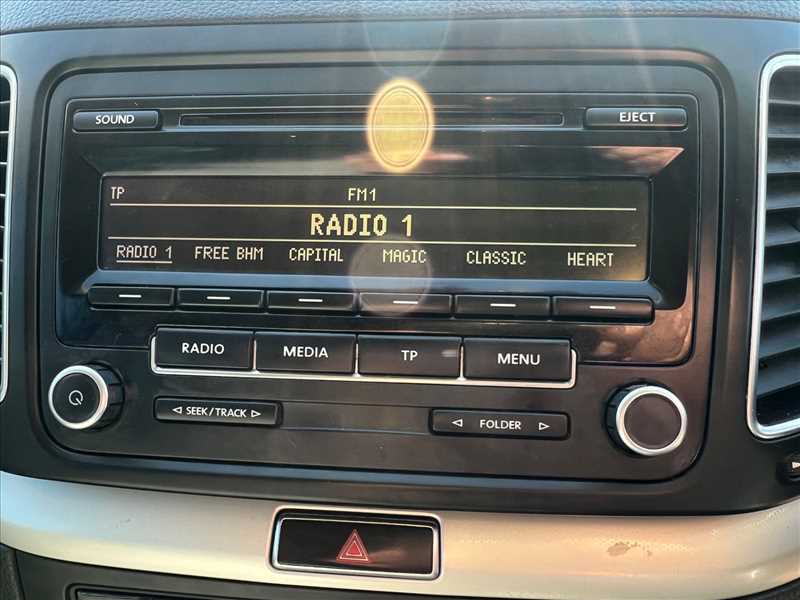 SOUND EJECT
TP FM1
RADIO 1
RADIO 1 FREE BHM CAPITAL MAGIC CLASSIC HEART
RADIO MEDIA TP MENU
SEEK/TRACK FOLDER